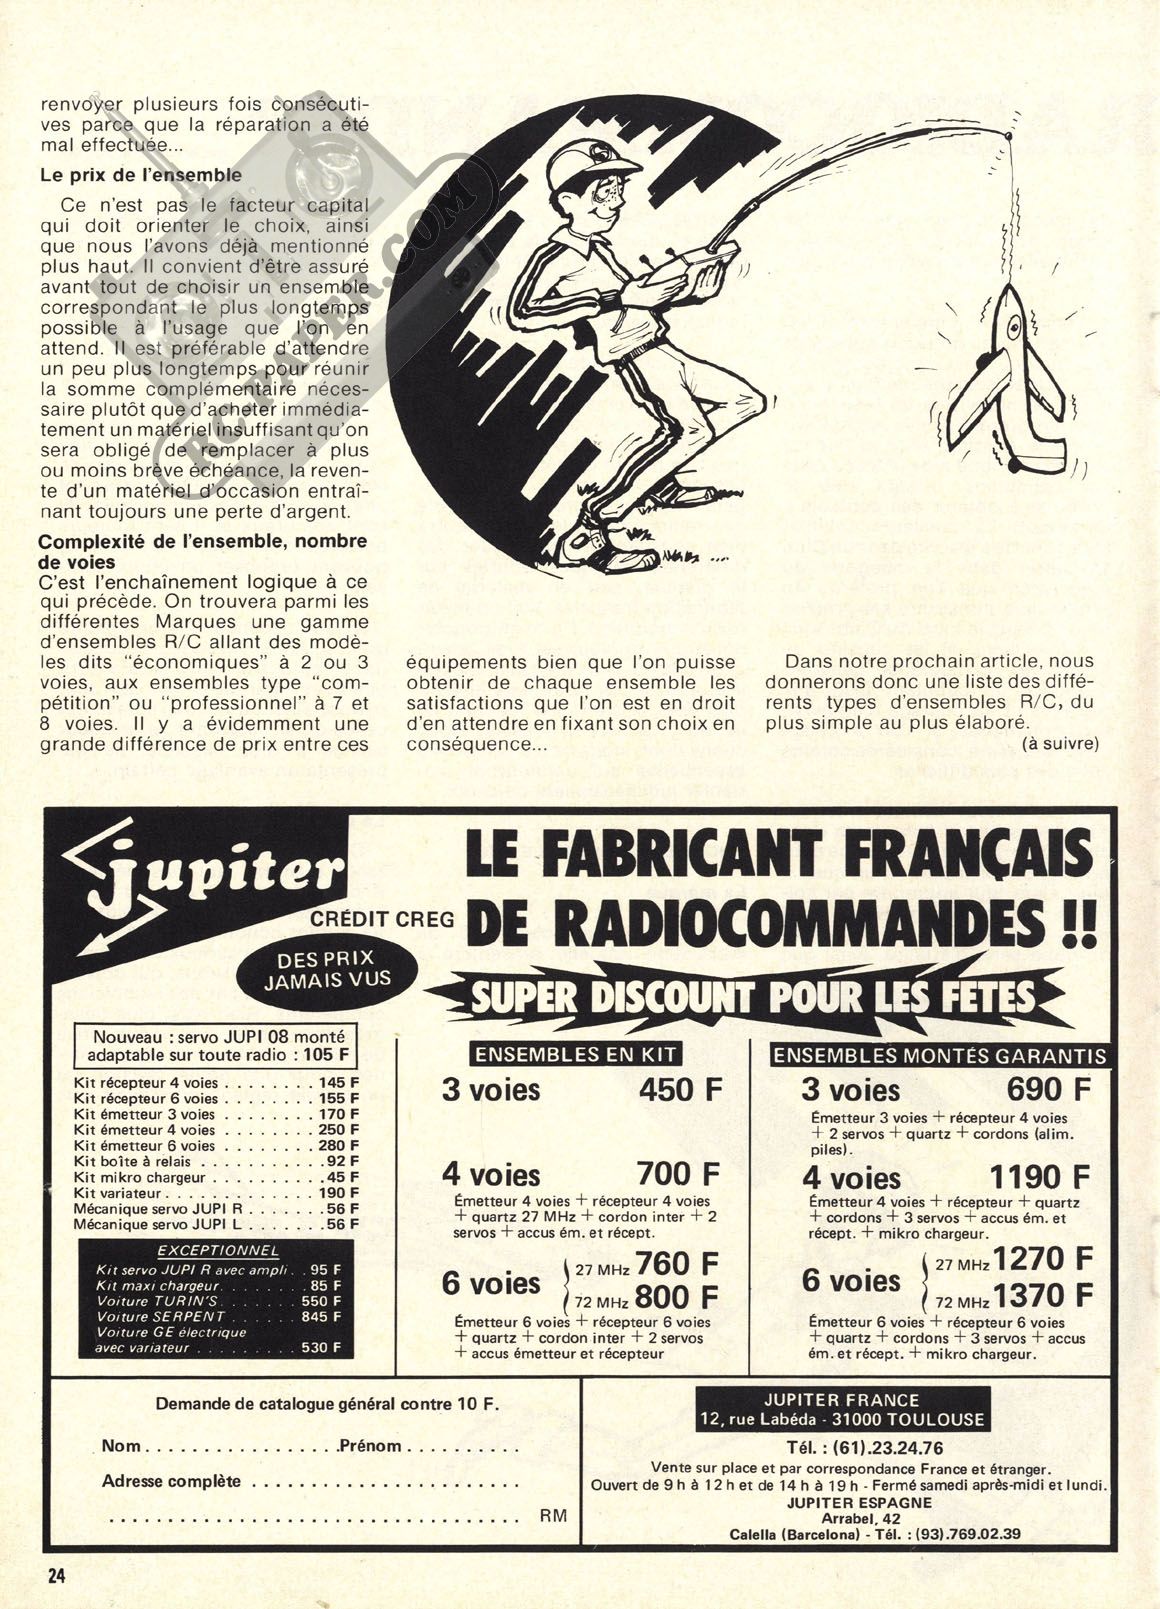 renvoyer plusieurs fois consécuti-
ves parce que la réparation a été
mal effectuée...
Le prix de l'ensemble
Ce n'est pas le facteur capital
qui doit orienter le choix, ainsi
que nous l'avons déjà mentionné
plus haut. Il convient d'être assuré
avant tout de choisir un ensemble
correspondant le plus longtemps
possible à l'usage que l'on en
attend. Il est préférable d'attendre
un peu plus longtemps pour réunir
la somme complémentaire néces-
saire plutôt que d'acheter immédia-
tement un matériel insuffisant qu'on
sera obligé de remplacer à plus
ou moins brève échéance, la reven-
te d'un matériel d'occasion entraî-
nant toujours une perte d'argent.
Complexité de l'ensemble, nombre
de voies
C'est l'enchaînement logique à ce
qui précède. On trouvera parmi les
différentes Marques une gamme
d'ensembles R/C allant des modè-
les dits "économiques" à 2 ou 3
voies, aux ensembles type "com-
pétition" ou "professionnel" à 7 et
8 voies. Il y a évidemment une
grande différence de prix entre ces
équipements bien que l'on puisse
obtenir de chaque ensemble les
satisfactions que l'on est en droit
d'en attendre en fixant son choix en
conséquence...
Dans notre prochain article, nous
donnerons donc une liste des diffé-
rents types d'ensembles R/C, du
plus simple au plus élaboré.
(à suivre)
RCPAPER.COM
jupiter
CRÉDIT CREG
DES PRIX
JAMAIS VUS
LE FABRICANT FRANÇAIS
DE RADIOCOMMANDES !!
SUPER DISCOUNT POUR LES FETES
Nouveau : servo JUPI 08 monté
adaptable sur toute radio : 105 F
Kit récepteur 4 voies . . . . . . . . 145 F
Kit récepteur 6 voies . . . . . . . . 155 F
Kit émetteur 3 voies . . . . . . . . 170 F
Kit émetteur 4 voies . . . . . . . . 250 F
Kit émetteur 6 voies . . . . . . . . 280 F
Kit boîte à relais . . . . . . . . . . . 92 F
Kit mikro chargeur . . . . . . . . . . 45 F
Kit variateur . . . . . . . . . . . . . 190 F
Mécanique servo JUPI R . . . . . . . 56 F
Mécanique servo JUPI L . . . . . . . 56 F
EXCEPTIONNEL
Kit servo JUPI R avec ampli . . 95 F
Kit maxi chargeur. . . . . . . . 85 F
Voiture TURIN'S . . . . . . . 550 F
Voiture SERPENT . . . . . . 845 F
Voiture GE électrique
avec variateur . . . . . . . . . 530 F
ENSEMBLES EN KIT
3 voies 450 F
4 voies 700 F
Émetteur 4 voies + récepteur 4 voies
+ quartz 27 MHz + cordon inter + 2
servos + accus ém. et récept.
6 voies { 27 MHz 760 F
72 MHz 800 F
Émetteur 6 voies + récepteur 6 voies
+ quartz + cordon inter + 2 servos
+ accus émetteur et récepteur
ENSEMBLES MONTÉS GARANTIS
3 voies 690 F
Émetteur 3 voies + récepteur 4 voies
+ 2 servos + quartz + cordons (alim.
piles).
4 voies 1190 F
Émetteur 4 voies + récepteur + quartz
+ cordons + 3 servos + accus ém. et
récept. + mikro chargeur.
6 voies { 27 MHz 1270 F
72 MHz 1370 F
Émetteur 6 voies + récepteur 6 voies
+ quartz + cordons + 3 servos + accus
ém. et récept. + mikro chargeur.
Demande de catalogue général contre 10 F.
Nom . . . . . . . . . . . . . . . . . .Prénom . . . . . . . . . . .
Adresse complète . . . . . . . . . . . . . . . . . . . . . . . . .
. . . . . . . . . . . . . . . . . . . . . . . . . . . . . . . . . . . . RM
JUPITER FRANCE
12, rue Labéda - 31000 TOULOUSE
Tél. : (61).23.24.76
Vente sur place et par correspondance France et étranger.
Ouvert de 9 h à 12 h et de 14 h à 19 h - Fermé samedi après-midi et lundi.
JUPITER ESPAGNE
Arrabel, 42
Calella (Barcelona) - Tél. : (93).769.02.39
24